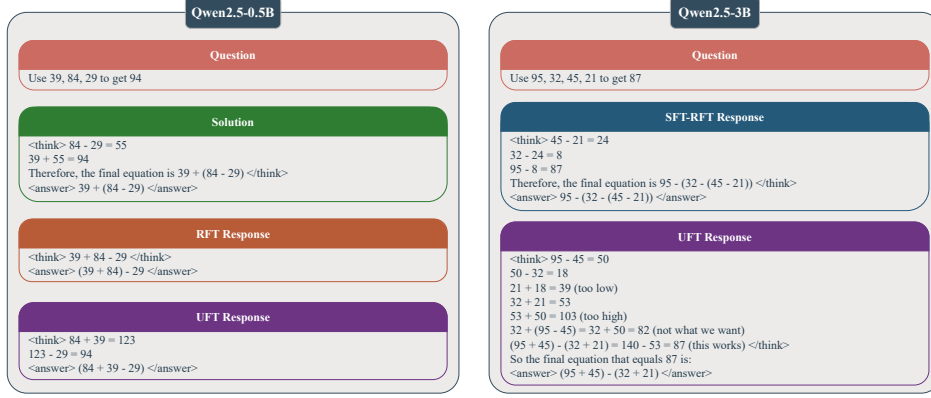 Qwen2.5-0.5B
Question
Use 39, 84, 29 to get 94
Solution
<think> 84 - 29 = 55
39 + 55 = 94
Therefore, the final equation is 39 + (84 - 29) </think>
<answer> 39 + (84 - 29) </answer>
RFT Response
<think> 39 + 84 - 29 </think>
<answer> (39 + 84) - 29 </answer>
UFT Response
<think> 84 + 39 = 123
123 - 29 = 94
<answer> (84 + 39 - 29) </answer>
Qwen2.5-3B
Question
Use 95, 32, 45, 21 to get 87
SFT-RFT Response
<think> 45 - 21 = 24
32 - 24 = 8
95 - 8 = 87
Therefore, the final equation is 95 - (32 - (45 - 21)) </think>
<answer> 95 - (32 - (45 - 21)) </answer>
UFT Response
<think> 95 - 45 = 50
50 - 32 = 18
21 + 18 = 39 (too low)
32 + 21 = 53
53 + 50 = 103 (too high)
32 + (95 - 45) = 32 + 50 = 82 (not what we want)
(95 + 45) - (32 + 21) = 140 - 53 = 87 (this works) </think>
So the final equation that equals 87 is:
<answer> (95 + 45) - (32 + 21) </answer>